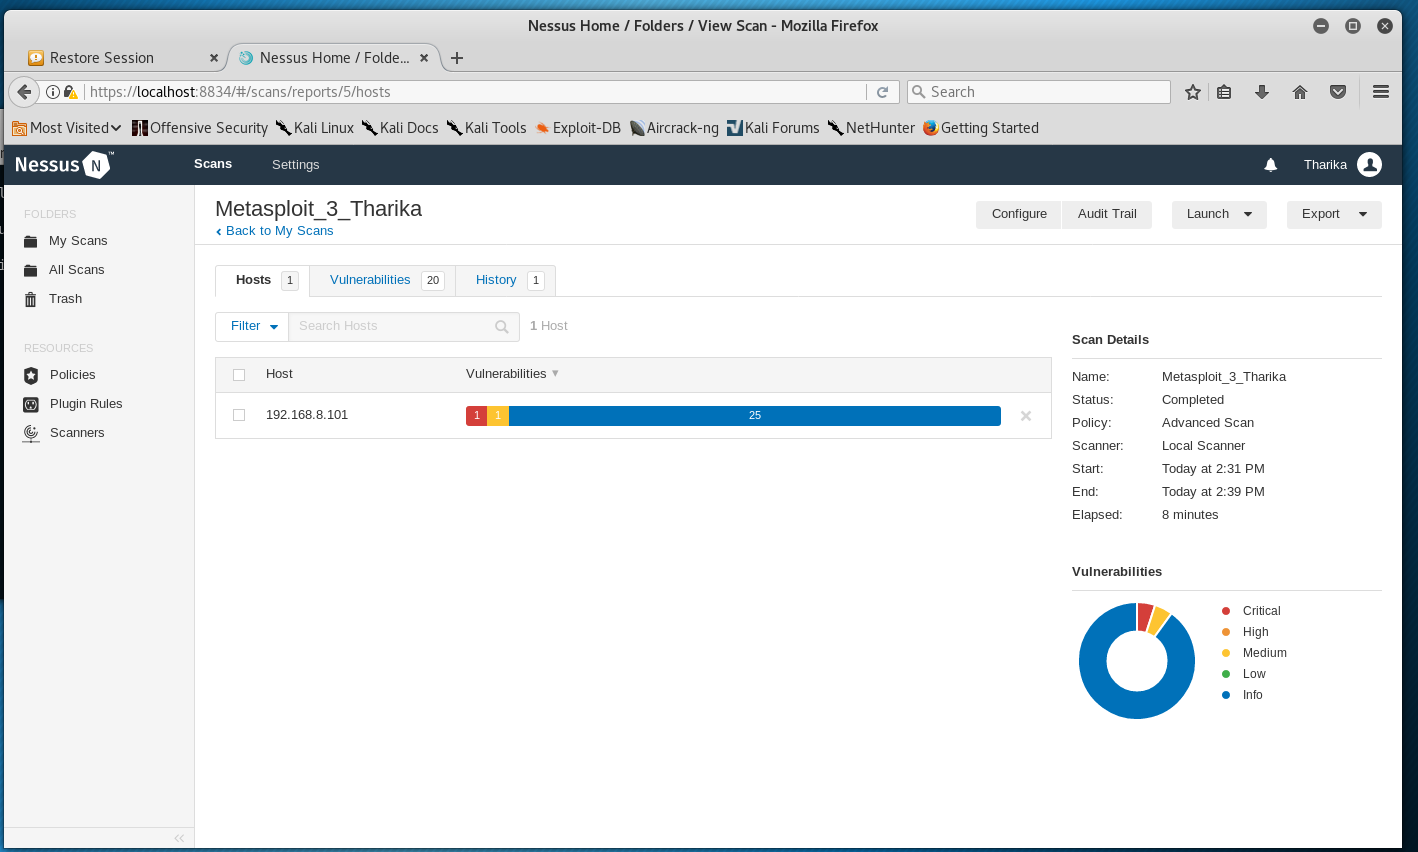 Nessus Home / Folders / View Scan - Mozilla Firefox
Restore Session
Nessus Home / Folde...
https://localhost:8834/#/scans/reports/5/hosts
Search
Most Visited
Offensive Security
Kali Linux
Kali Docs
Kali Tools
Exploit-DB
Aircrack-ng
Kali Forums
NetHunter
Getting Started
Nessus N ™
Scans
Settings
Tharika
FOLDERS
My Scans
All Scans
Trash
RESOURCES
Policies
Plugin Rules
Scanners
Metasploit_3_Tharika
Back to My Scans
Configure
Audit Trail
Launch
Export
Hosts 1
Vulnerabilities 20
History 1
Filter
Search Hosts
1 Host
Host
Vulnerabilities
192.168.8.101
1
1
25
Scan Details
Name: Metasploit_3_Tharika
Status: Completed
Policy: Advanced Scan
Scanner: Local Scanner
Start: Today at 2:31 PM
End: Today at 2:39 PM
Elapsed: 8 minutes
Vulnerabilities
Critical
High
Medium
Low
Info